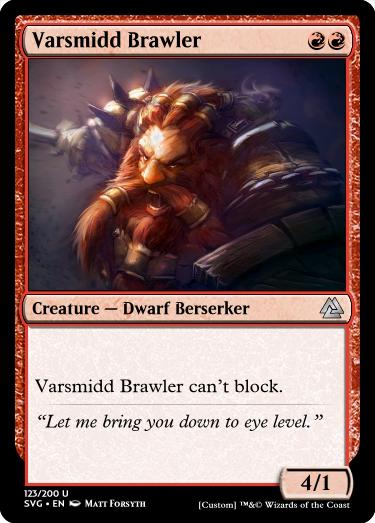 Varsmidd Brawler
Creature — Dwarf Berserker
Varsmidd Brawler can't block.
"Let me bring you down to eye level."
4/1
123/200 U
SVG • EN Matt Forsyth
[Custom] ™&© Wizards of the Coast